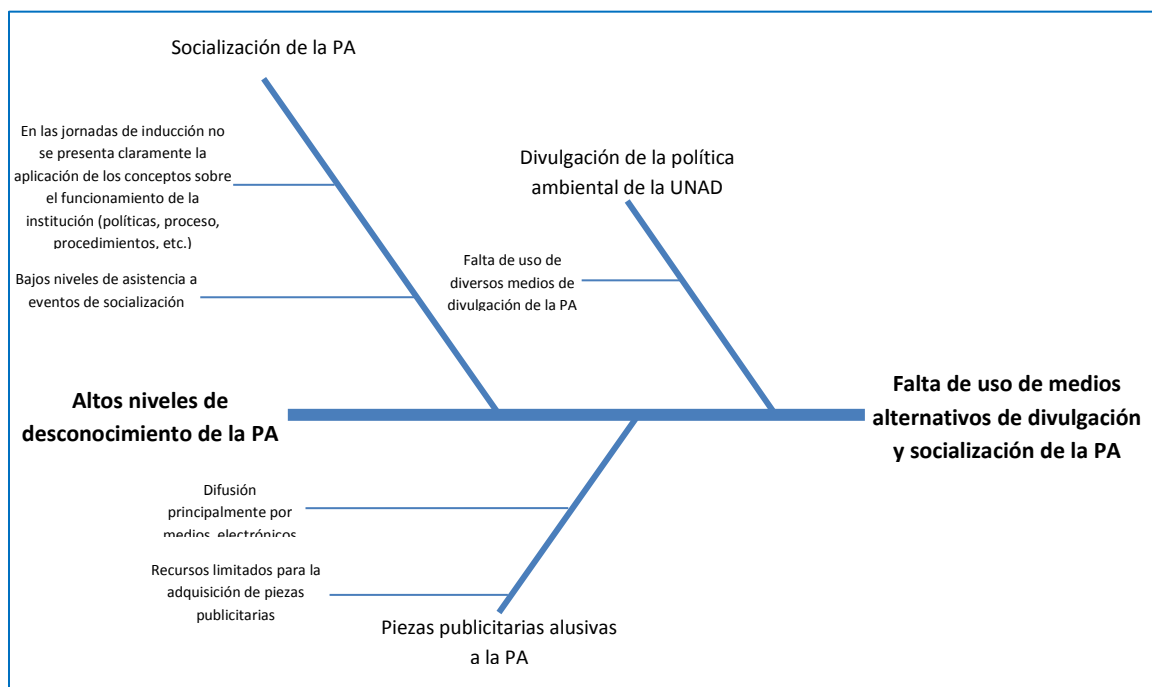 Socialización de la PA
En las jornadas de inducción no
se presenta claramente la
aplicación de los conceptos sobre
el funcionamiento de la
institución (políticas, proceso,
procedimientos, etc.)
Bajos niveles de asistencia a
eventos de socialización
Divulgación de la política
ambiental de la UNAD
Falta de uso de
diversos medios de
divulgación de la PA
Altos niveles de
desconocimiento de la PA
Falta de uso de medios
alternativos de divulgación
y socialización de la PA
Difusión
principalmente por
medios electrónicos
Recursos limitados para la
adquisición de piezas
publicitarias
Piezas publicitarias alusivas
a la PA